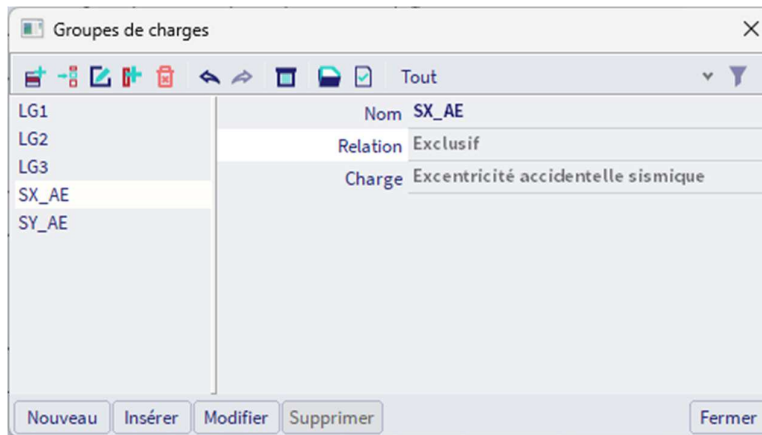 Groupes de charges
Tout
LG1
LG2
LG3
SX_AE
SY_AE
Nom SX_AE
Relation Exclusif
Charge Excentricité accidentelle sismique
Nouveau Insérer Modifier Supprimer Fermer